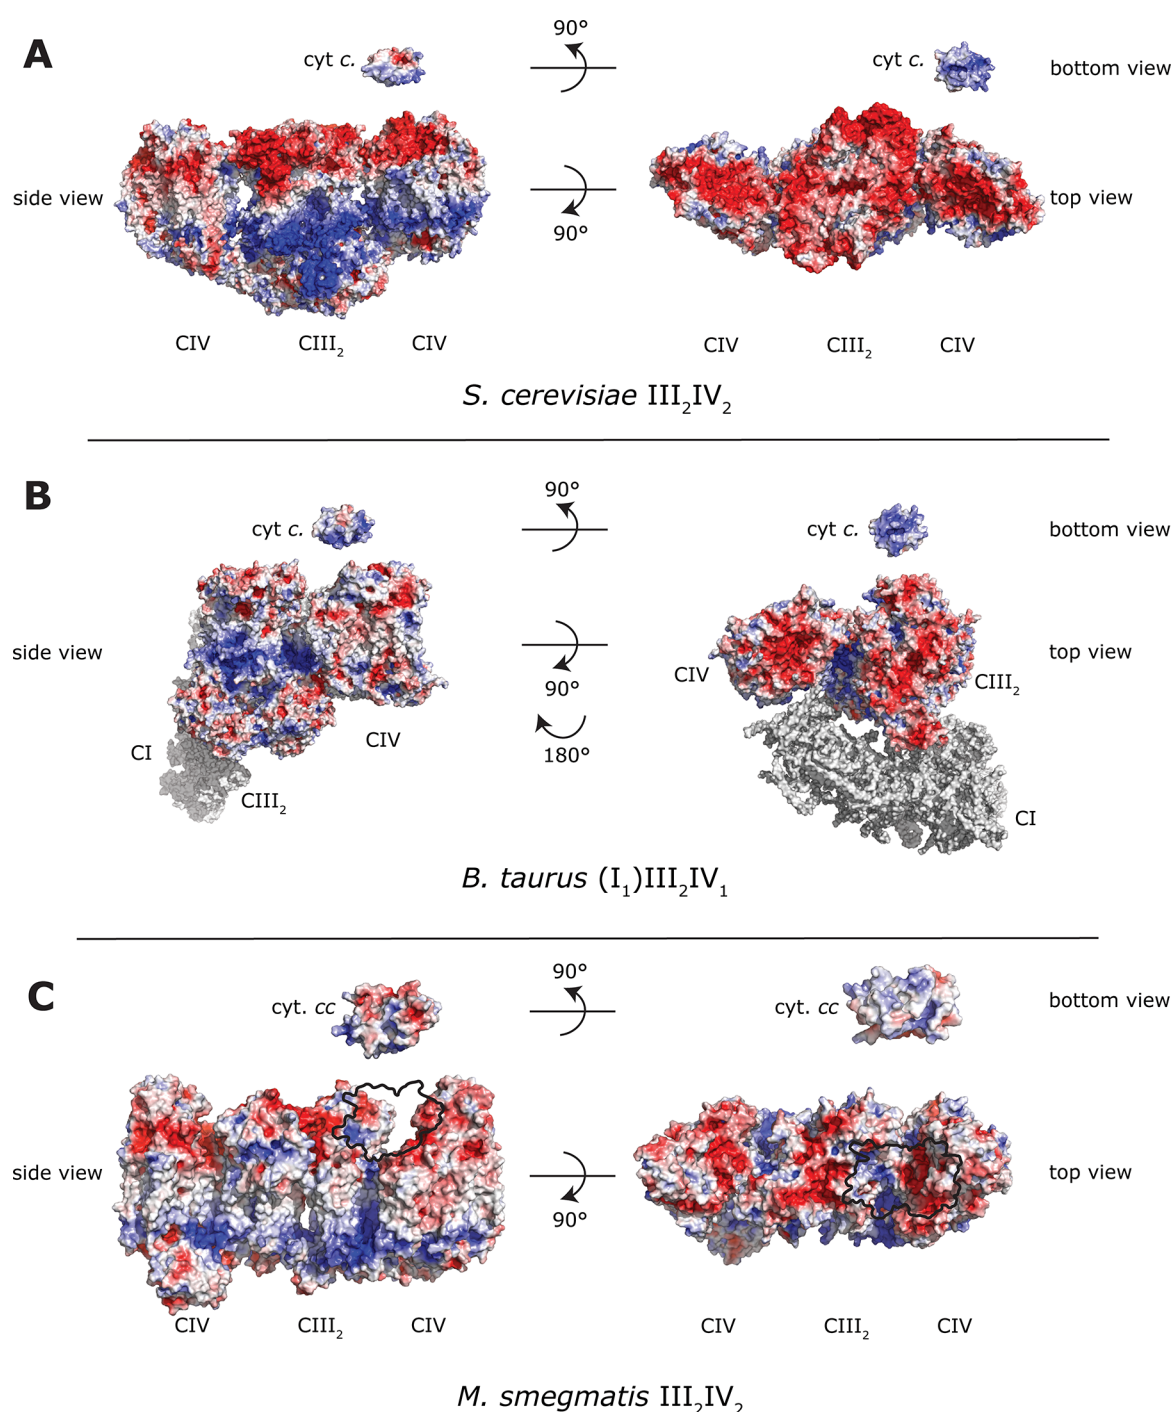 A
cyt c.
90°
cyt c.
bottom view
side view
90°
top view
CIV CIII2 CIV
CIV CIII2 CIV
S. cerevisiae III2IV2
B
90°
cyt c.
cyt c.
bottom view
side view
90°
180°
top view
CIV
CIII2
CI
CIV
CIII2
CI
B. taurus (I1)III2IV1
C
90°
cyt. cc
cyt. cc
bottom view
side view
90°
top view
CIV CIII2 CIV
CIV CIII2 CIV
M. smegmatis III2IV2